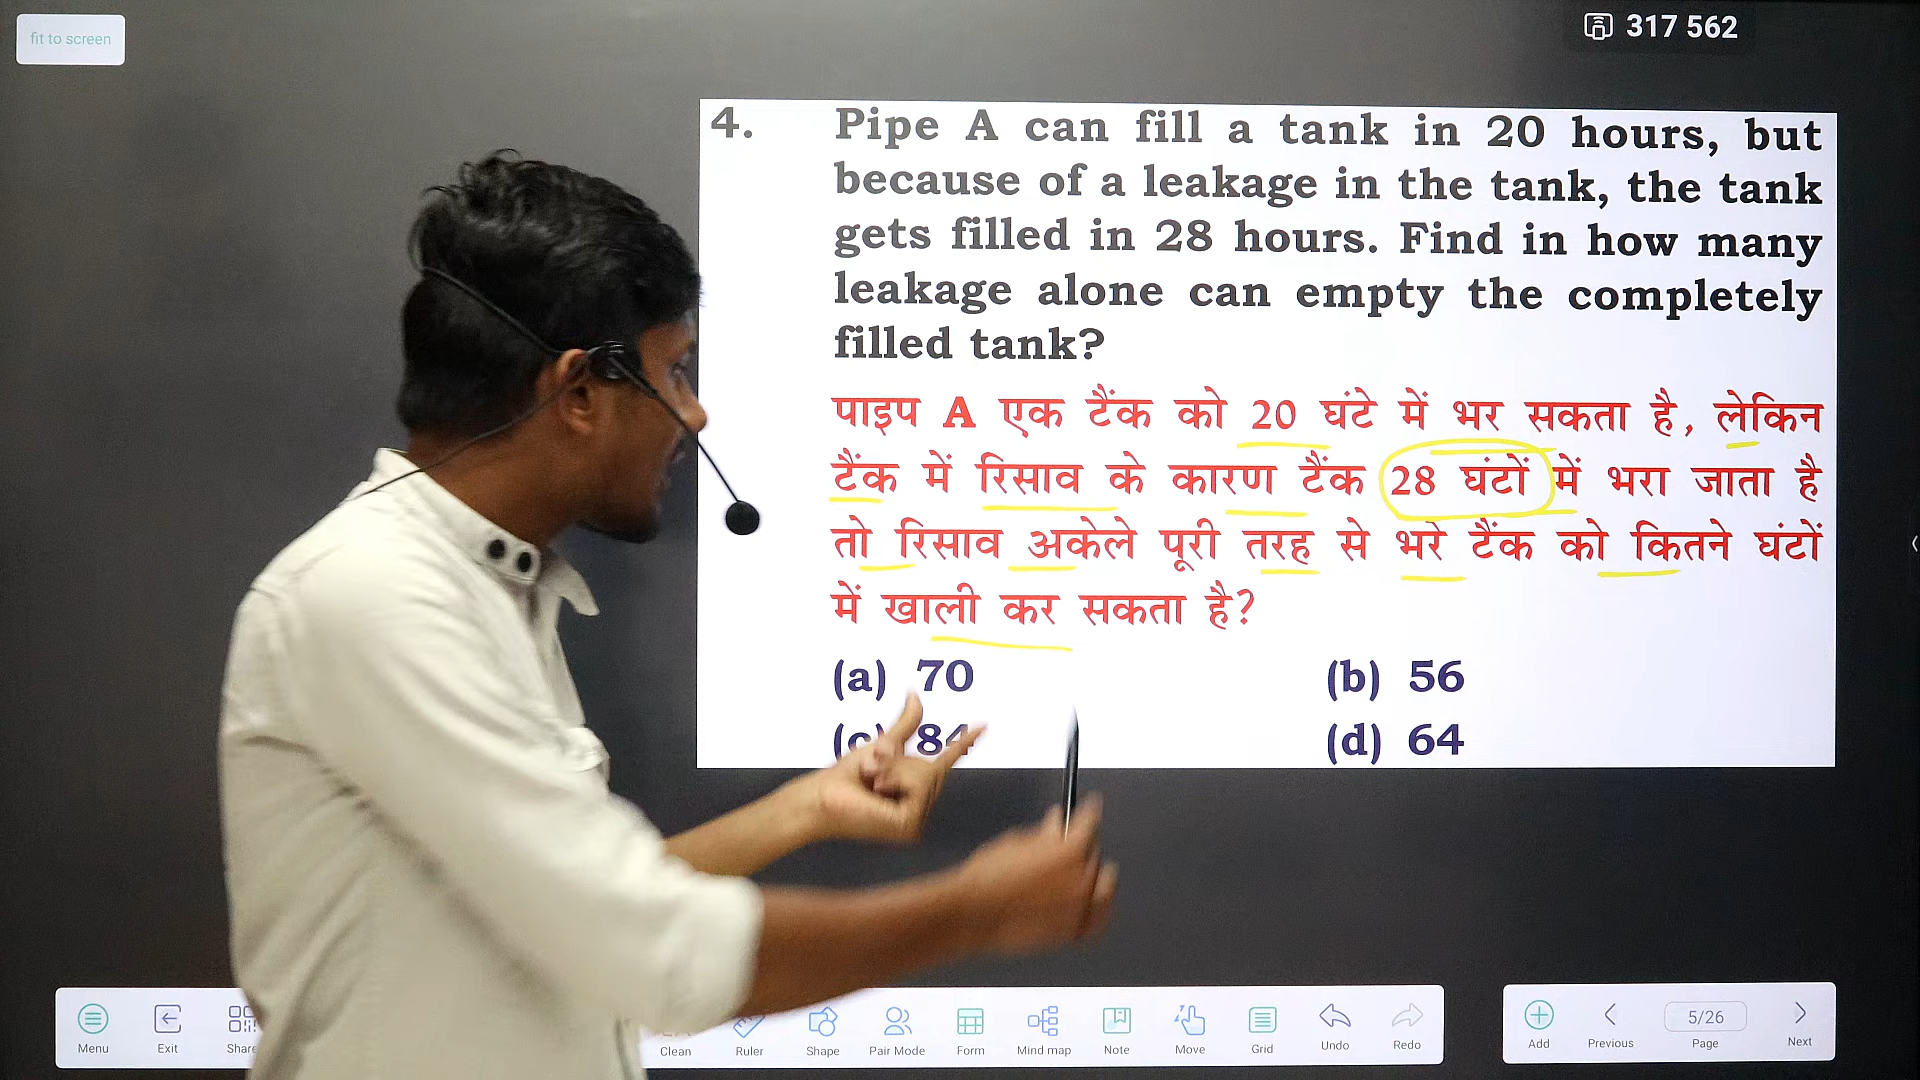 fit to screen
317 562
4. Pipe A can fill a tank in 20 hours, but
because of a leakage in the tank, the tank
gets filled in 28 hours. Find in how many
leakage alone can empty the completely
filled tank?
पाइप A एक टैंक को 20 घंटे में भर सकता है, लेकिन
टैंक में रिसाव के कारण टैंक 28 घंटों में भरा जाता है
तो रिसाव अकेले पूरी तरह से भरे टैंक को कितने घंटों
में खाली कर सकता है?
(a) 70 (b) 56
(c) 84 (d) 64
Menu Exit Share Clean Ruler Shape Pair Mode Form Mind map Note Move Grid Undo Redo Add Previous 5/26 Page Next